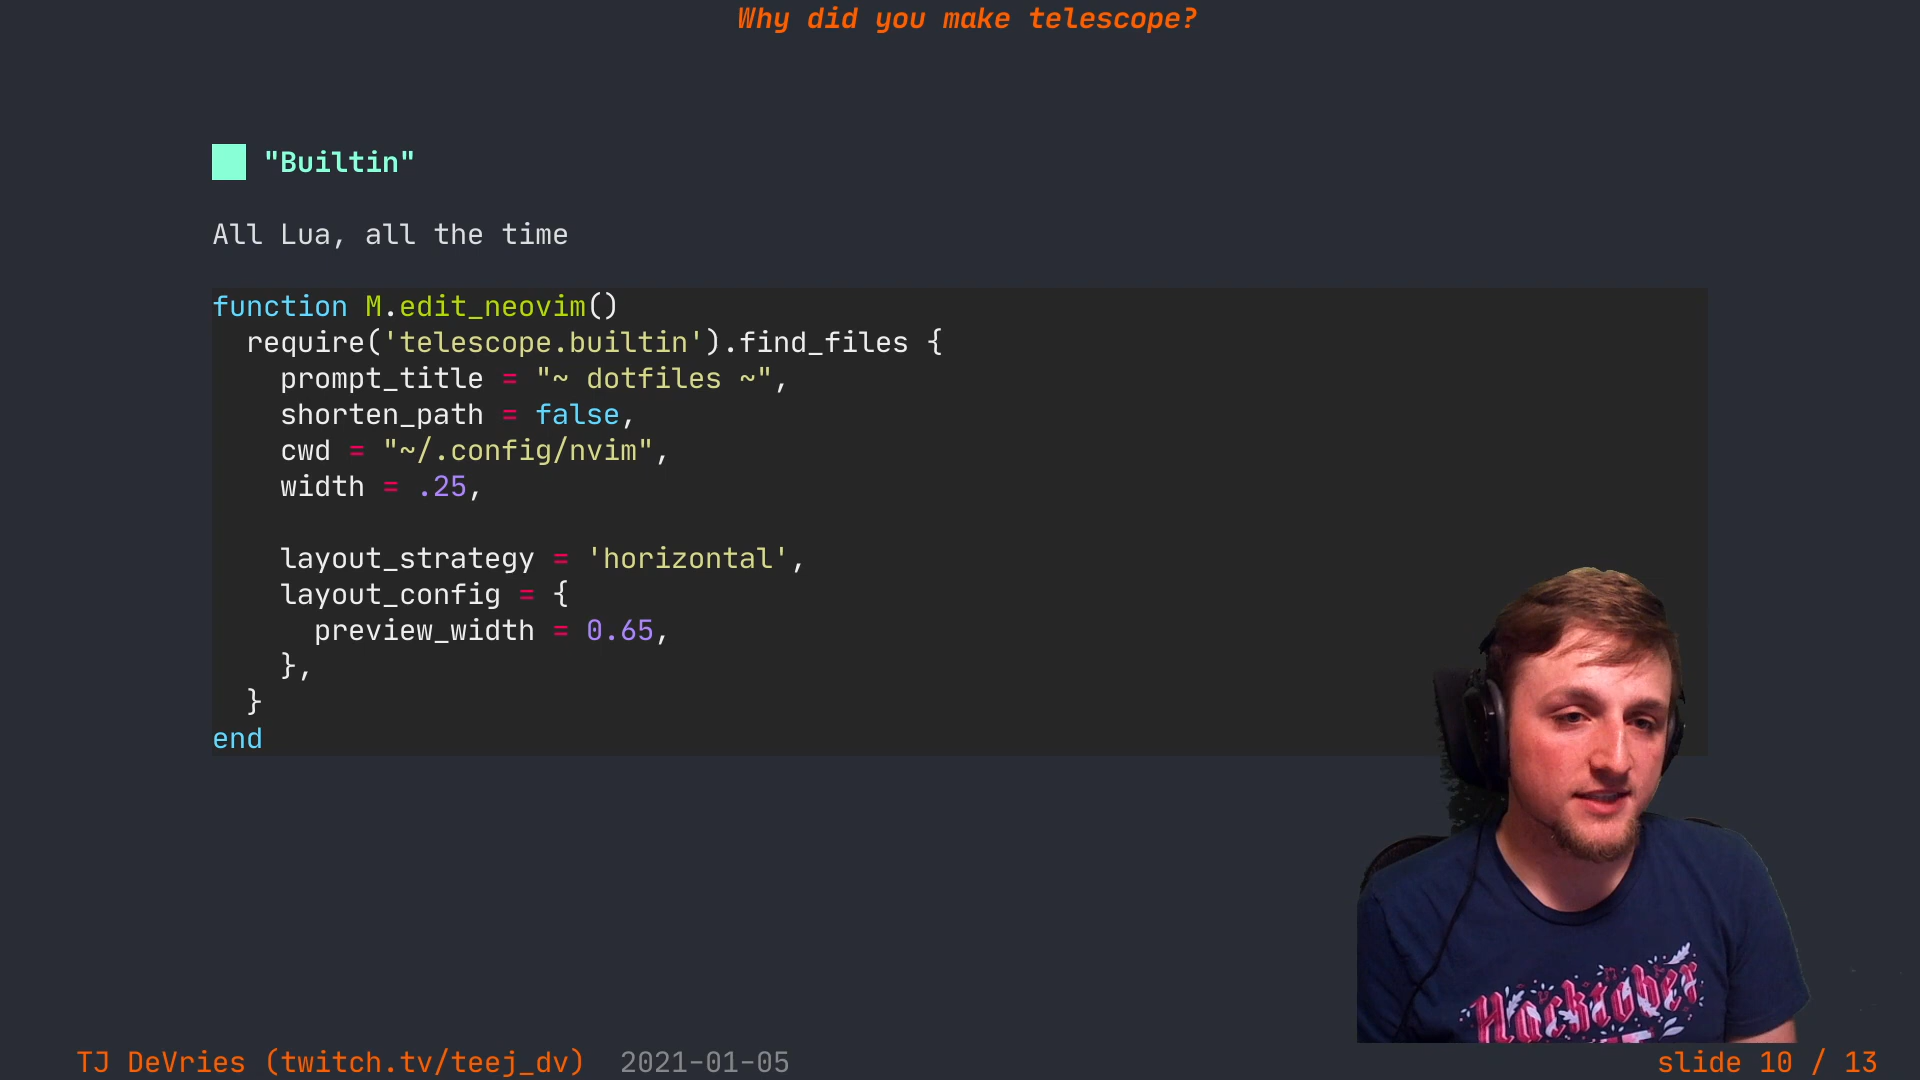 Why did you make telescope?
"Builtin"
All Lua, all the time
function M.edit_neovim()
  require('telescope.builtin').find_files {
    prompt_title = "~ dotfiles ~",
    shorten_path = false,
    cwd = "~/.config/nvim",
    width = .25,

    layout_strategy = 'horizontal',
    layout_config = {
      preview_width = 0.65,
    },
  }
end
Hacktober
TJ DeVries (twitch.tv/teej_dv) 2021-01-05
slide 10 / 13